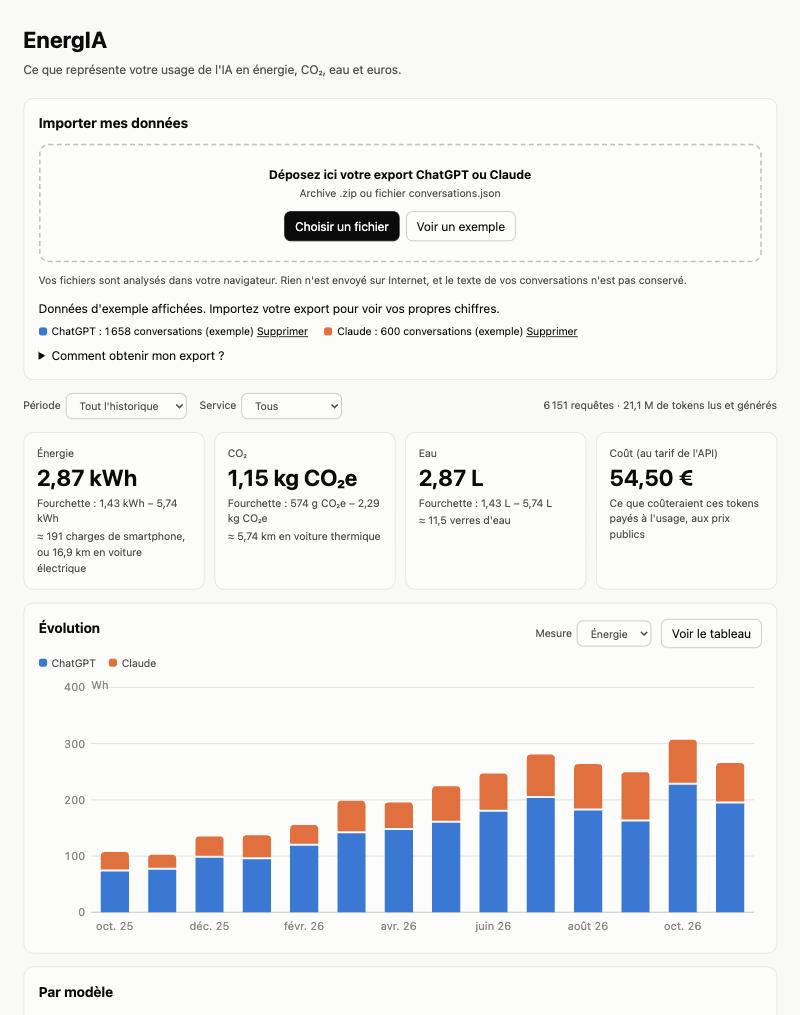 EnergIA
Ce que représente votre usage de l'IA en énergie, CO₂, eau et euros.
Importer mes données
Déposez ici votre export ChatGPT ou Claude
Archive .zip ou fichier conversations.json
Choisir un fichier
Voir un exemple
Vos fichiers sont analysés dans votre navigateur. Rien n'est envoyé sur Internet, et le texte de vos conversations n'est pas conservé.
Données d'exemple affichées. Importez votre export pour voir vos propres chiffres.
ChatGPT : 1 658 conversations (exemple) Supprimer
Claude : 600 conversations (exemple) Supprimer
Comment obtenir mon export ?
Période
Tout l'historique
Service
Tous
6 151 requêtes · 21,1 M de tokens lus et générés
Énergie
2,87 kWh
Fourchette : 1,43 kWh – 5,74
kWh
≈ 191 charges de smartphone,
ou 16,9 km en voiture
électrique
CO₂
1,15 kg CO₂e
Fourchette : 574 g CO₂e – 2,29
kg CO₂e
≈ 5,74 km en voiture thermique
Eau
2,87 L
Fourchette : 1,43 L – 5,74 L
≈ 11,5 verres d'eau
Coût (au tarif de l'API)
54,50 €
Ce que coûteraient ces tokens
payés à l'usage, aux prix
publics
Évolution
Mesure
Énergie
Voir le tableau
ChatGPT
Claude
400
Wh
300
200
100
0
oct. 25
déc. 25
févr. 26
avr. 26
juin 26
août 26
oct. 26
Par modèle